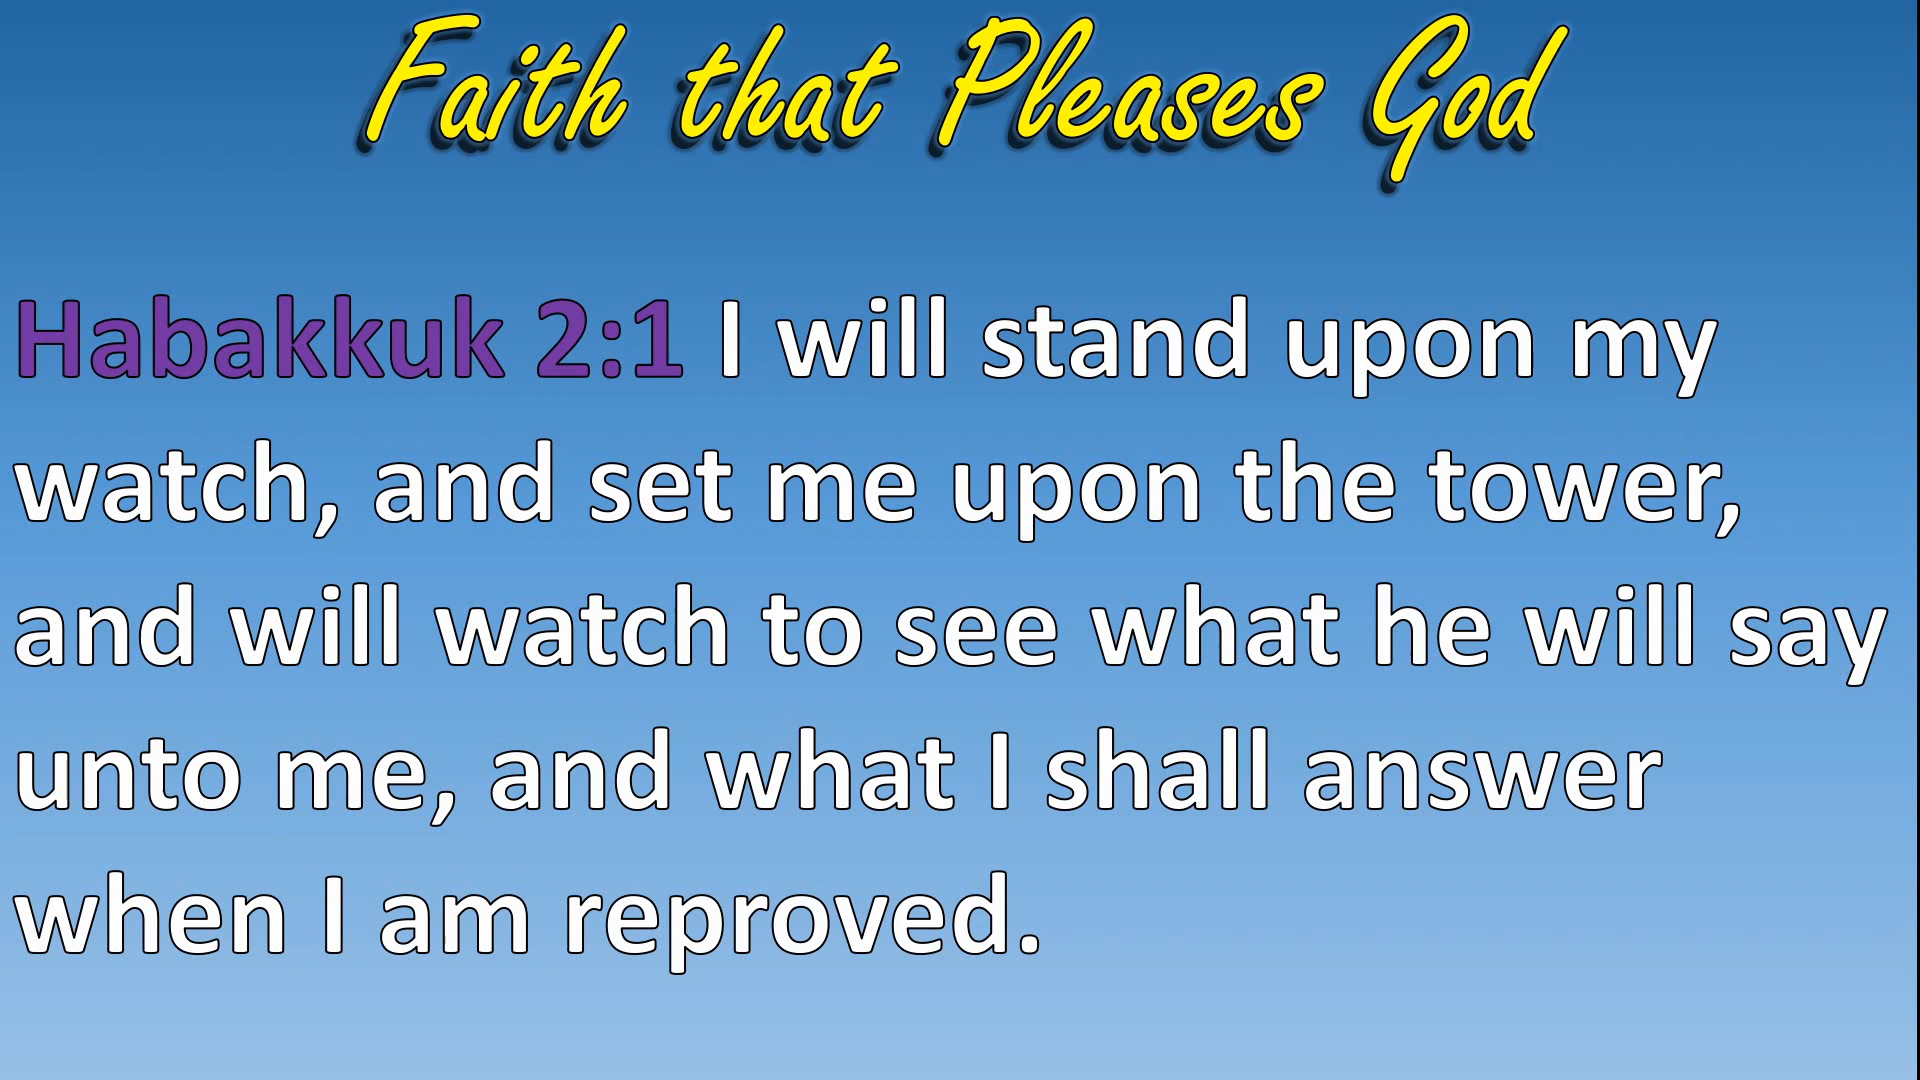 Faith that Pleases God
Habakkuk 2:1 I will stand upon my
watch, and set me upon the tower,
and will watch to see what he will say
unto me, and what I shall answer
when I am reproved.